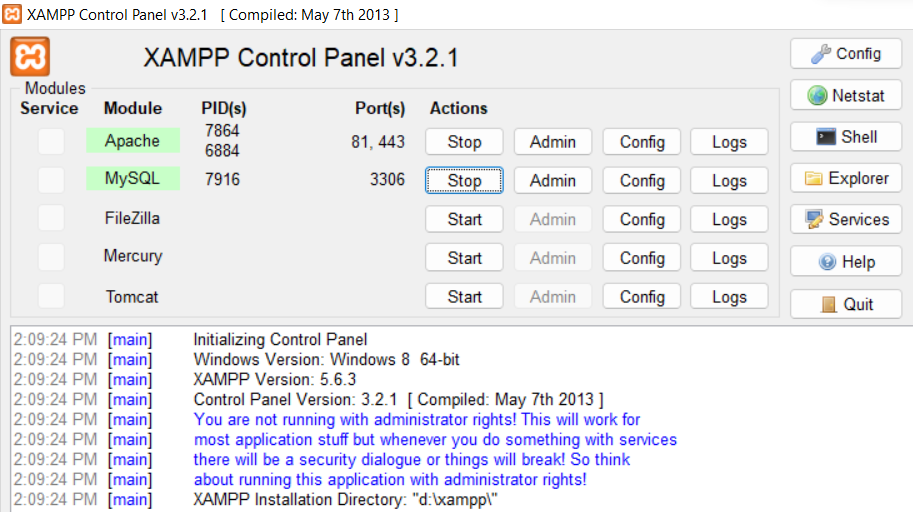 XAMPP Control Panel v3.2.1 [ Compiled: May 7th 2013 ]
XAMPP Control Panel v3.2.1
Config
Modules
Service Module PID(s) Port(s) Actions
Netstat
Apache 7864 6884 81, 443 Stop Admin Config Logs
Shell
MySQL 7916 3306 Stop Admin Config Logs
Explorer
FileZilla Start Admin Config Logs
Services
Mercury Start Admin Config Logs
Help
Tomcat Start Admin Config Logs
Quit
2:09:24 PM [main] Initializing Control Panel
2:09:24 PM [main] Windows Version: Windows 8 64-bit
2:09:24 PM [main] XAMPP Version: 5.6.3
2:09:24 PM [main] Control Panel Version: 3.2.1 [ Compiled: May 7th 2013 ]
2:09:24 PM [main] You are not running with administrator rights! This will work for
2:09:24 PM [main] most application stuff but whenever you do something with services
2:09:24 PM [main] there will be a security dialogue or things will break! So think
2:09:24 PM [main] about running this application with administrator rights!
2:09:24 PM [main] XAMPP Installation Directory: "d:\xampp\"